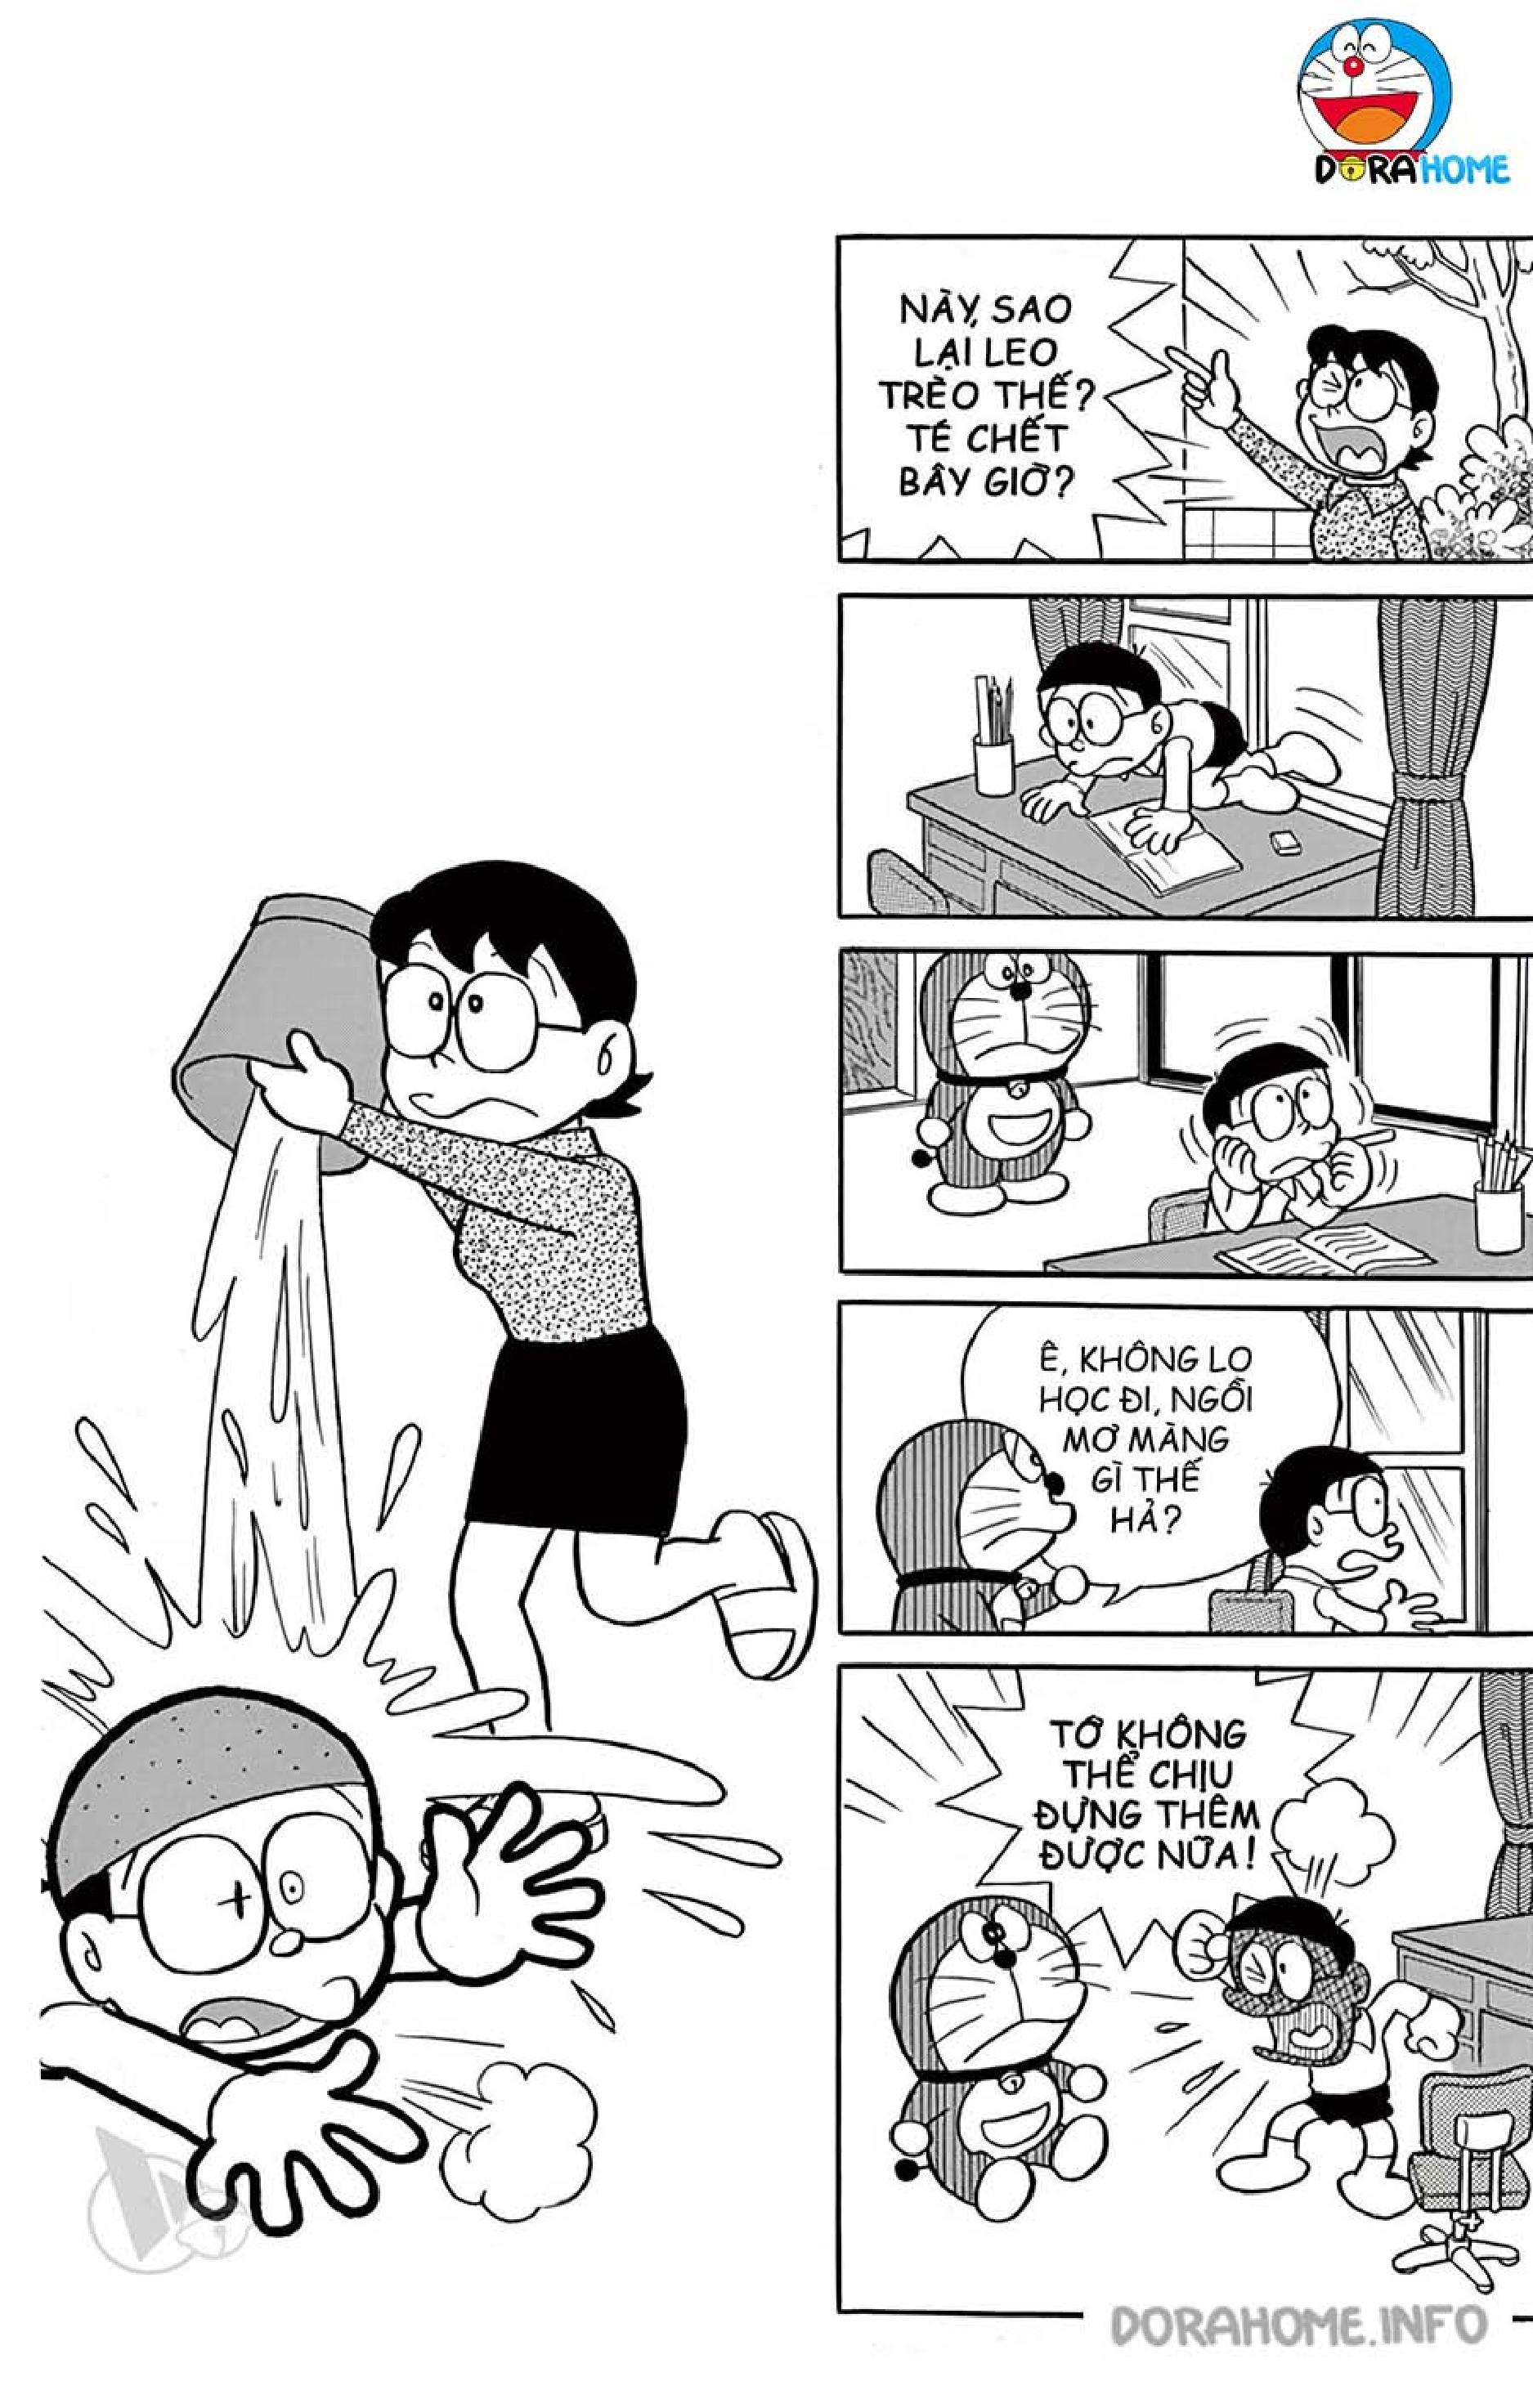 DORAHOME
NÀY, SAO
LẠI LEO
TRÈO THẾ?
TÉ CHẾT
BÂY GIỜ?
Ê, KHÔNG LO
HỌC ĐI, NGỒI
MƠ MÀNG
GÌ THẾ
HẢ?
TỚ KHÔNG
THỂ CHỊU
ĐỰNG THÊM
ĐƯỢC NỮA!
DORAHOME.INFO